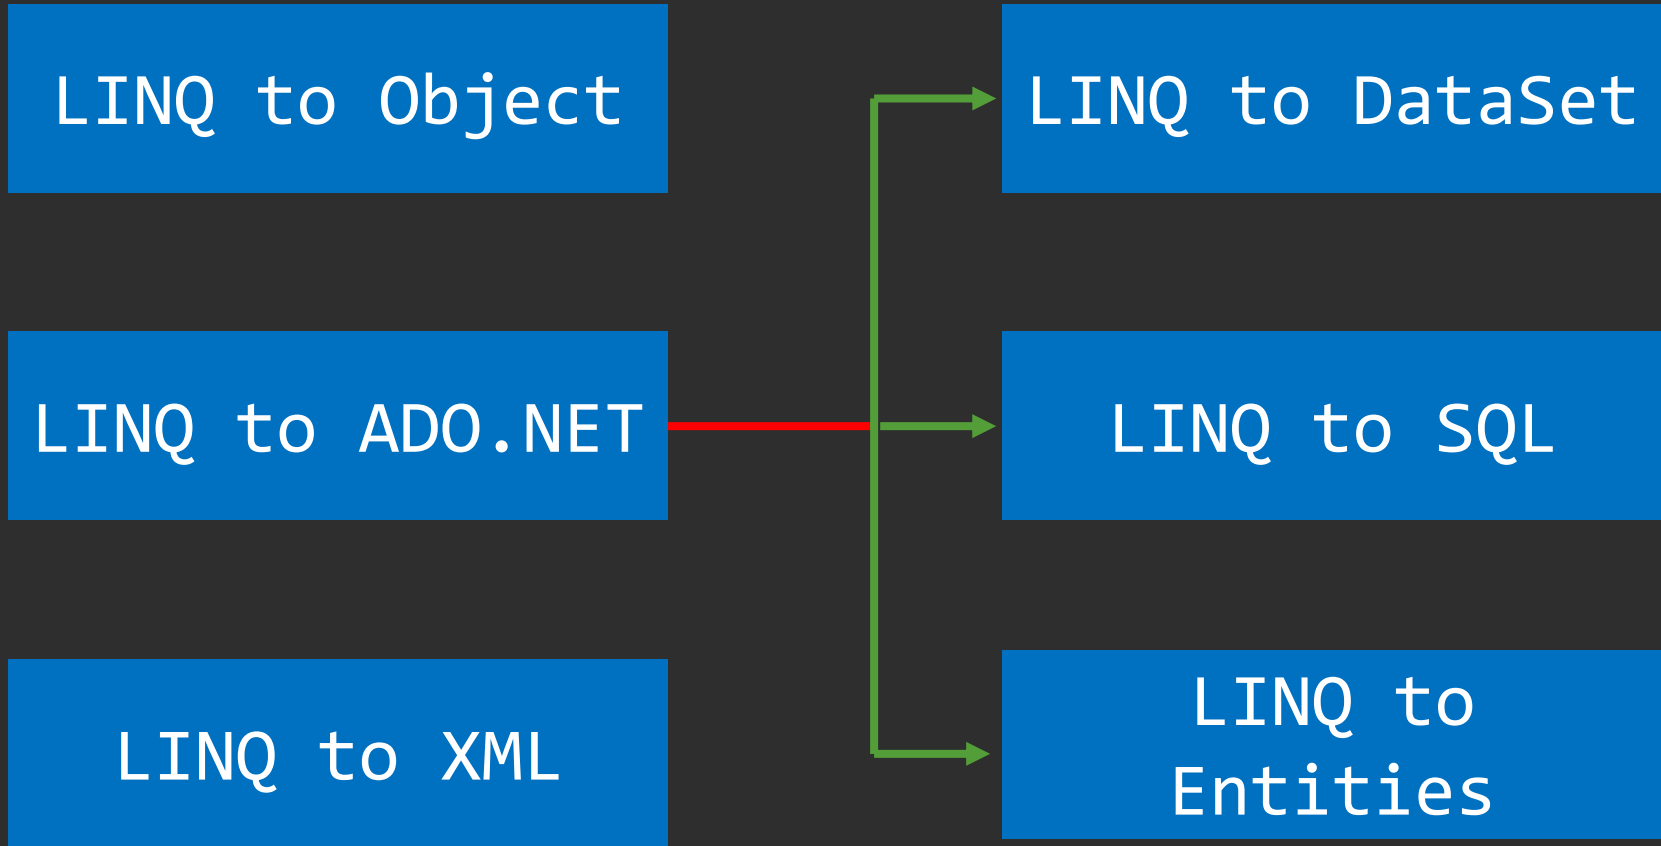 LINQ to Object
LINQ to DataSet
LINQ to ADO.NET
LINQ to SQL
LINQ to XML
LINQ to
Entities